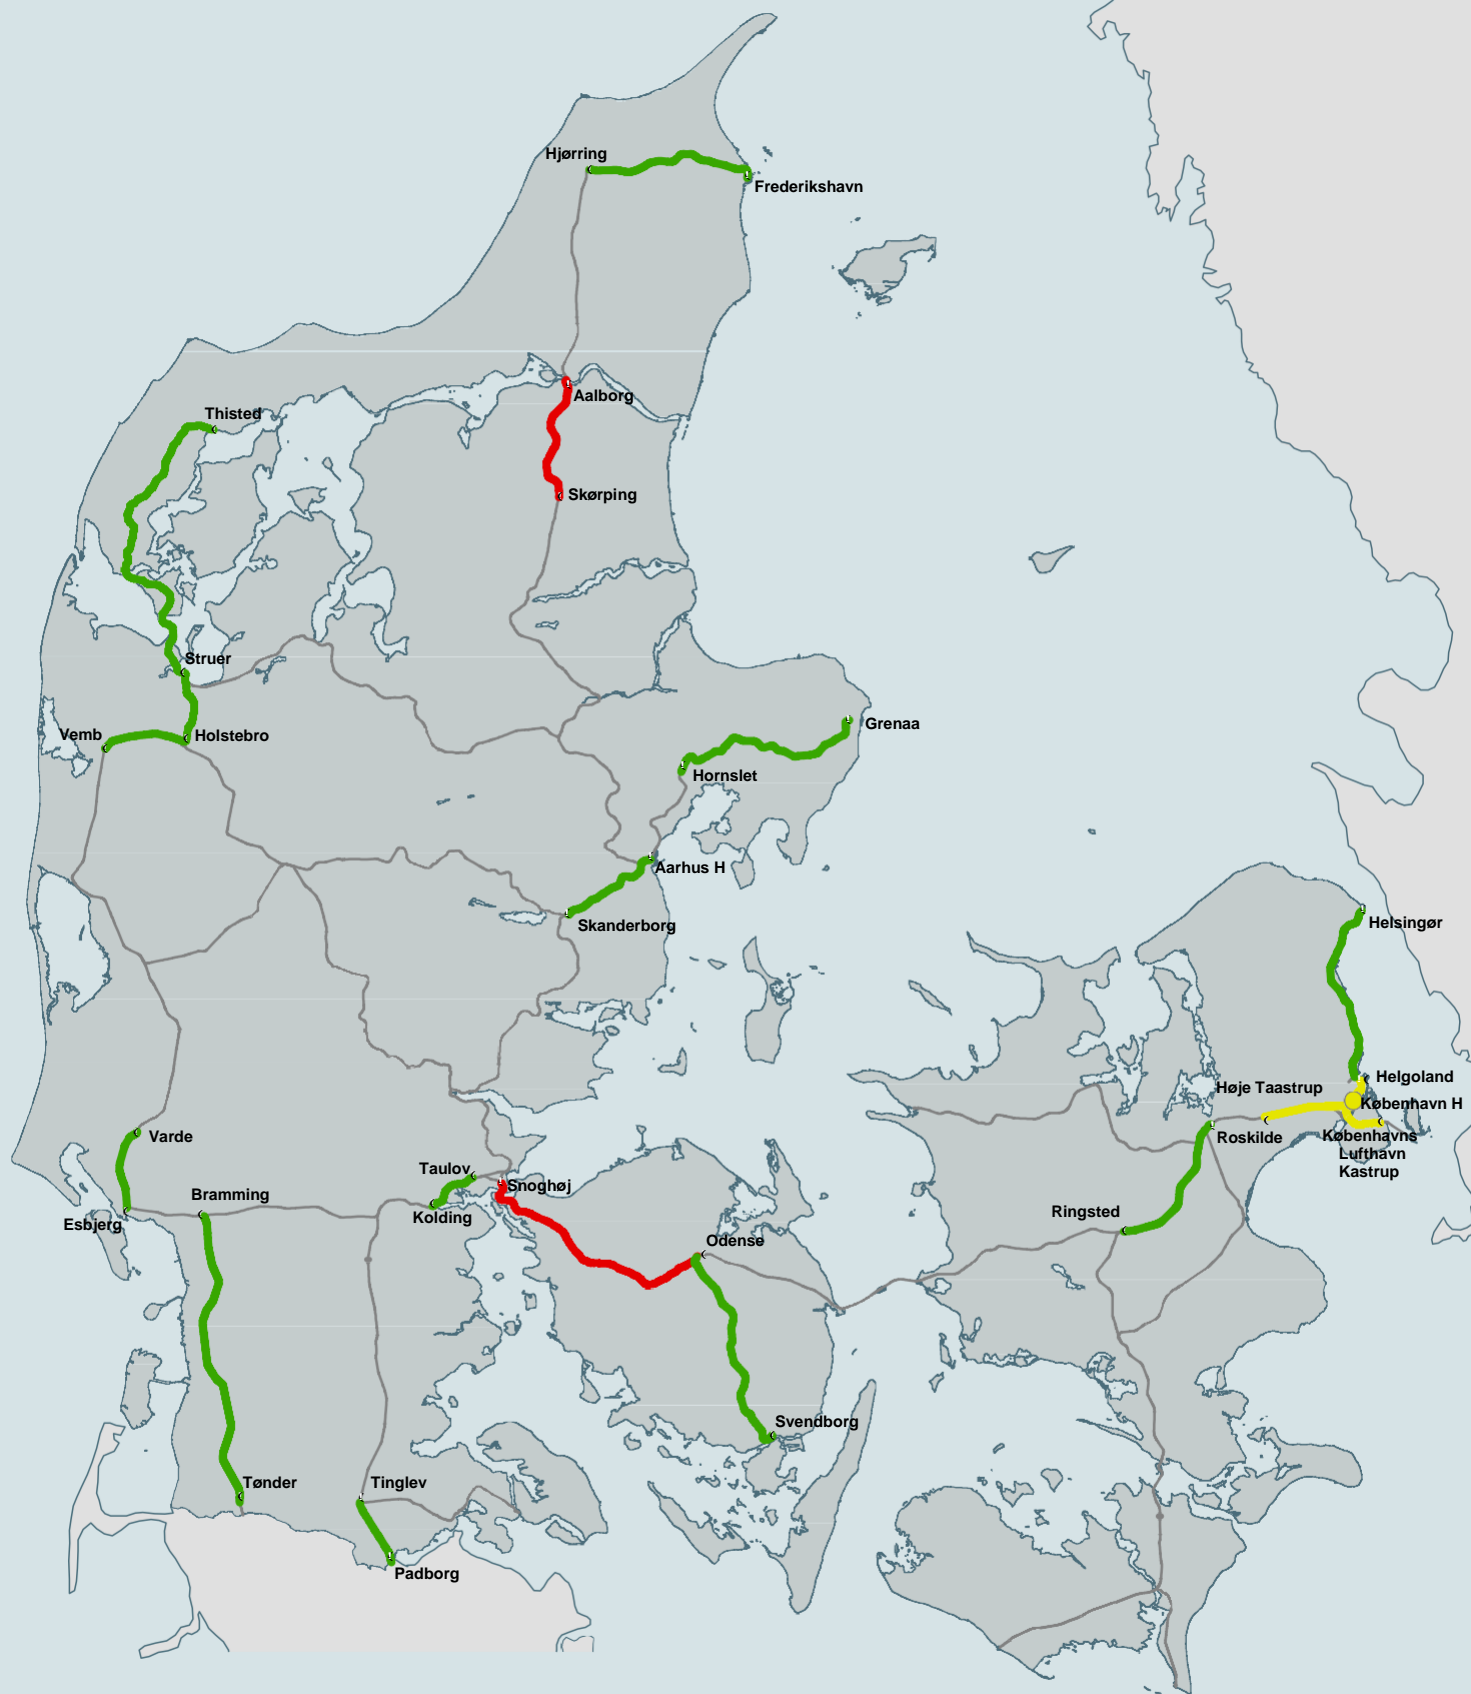 Hjørring
Frederikshavn
Aalborg
Thisted
Skørping
Struer
Vemb
Holstebro
Grenaa
Hornslet
Aarhus H
Skanderborg
Helsingør
Helgoland
Høje Taastrup
København H
Roskilde
Københavns
Lufthavn
Kastrup
Varde
Taulov
Snoghøj
Bramming
Kolding
Esbjerg
Ringsted
Odense
Svendborg
Tønder
Tinglev
Padborg